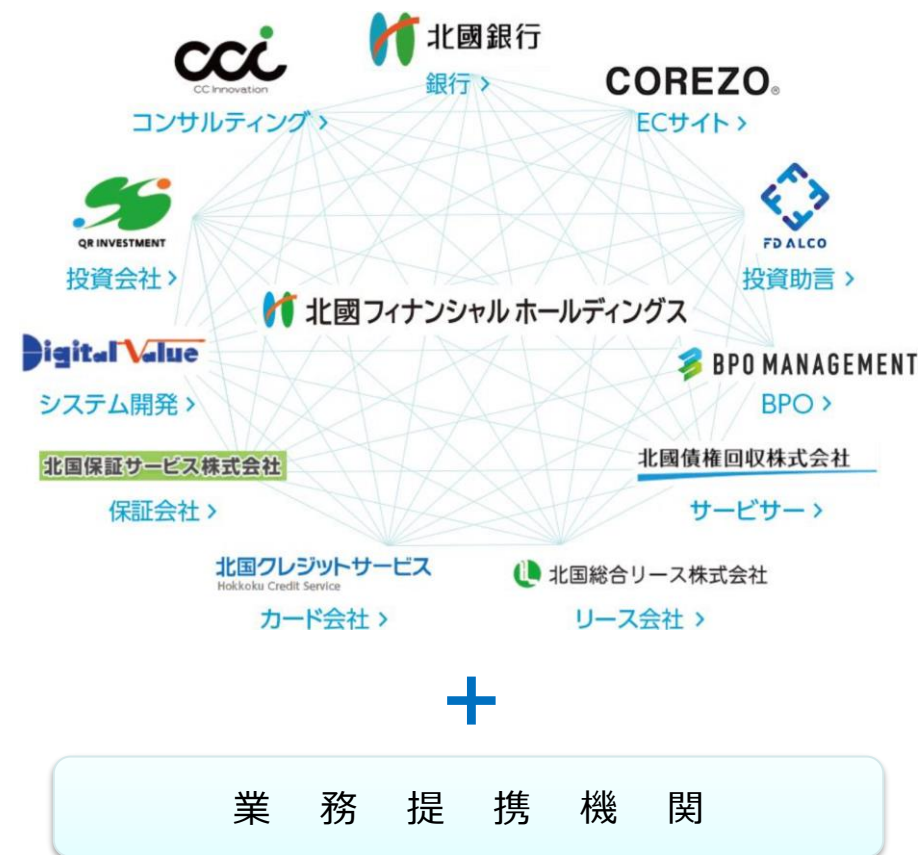 北國銀行
銀行 >
cci
CC Innovation
コンサルティング >
COREZO®
ECサイト >
QR INVESTMENT
投資会社 >
FD ALCO
投資助言 >
北國フィナンシャルホールディングス
Digital Value
システム開発 >
BPO MANAGEMENT
BPO >
北国保証サービス株式会社
保証会社 >
北國債権回収株式会社
サービサー >
北国クレジットサービス
Hokkoku Credit Service
カード会社 >
北国総合リース株式会社
リース会社 >
+
業務提携機関